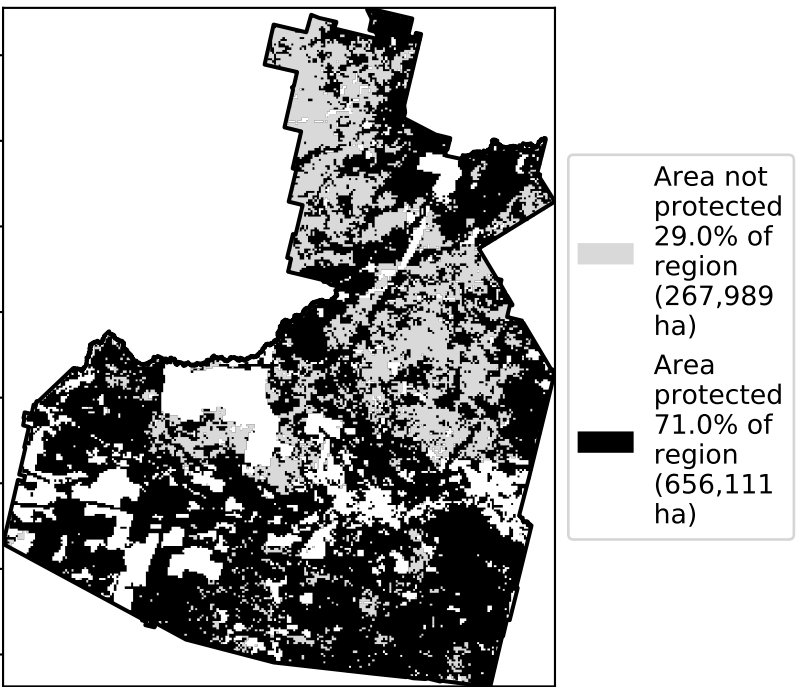 Area not
protected
29.0% of
region
(267,989
ha)
Area
protected
71.0% of
region
(656,111
ha)